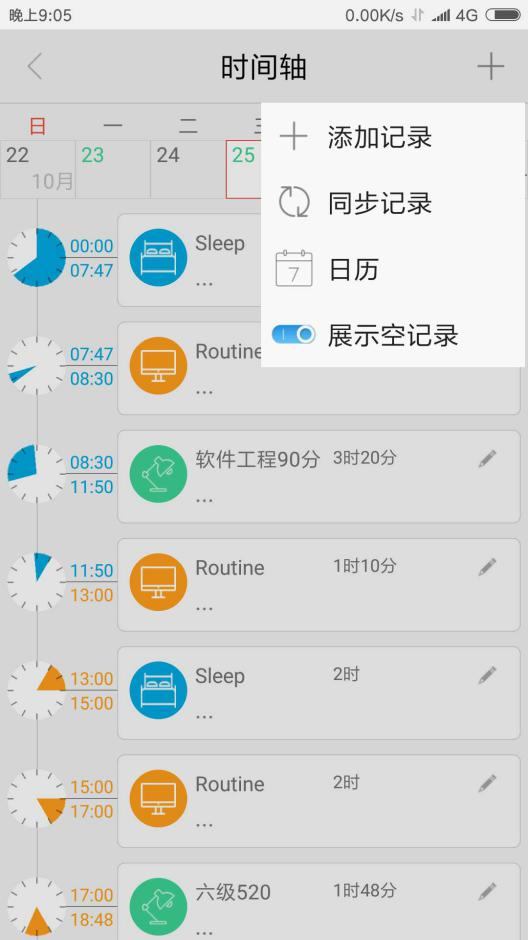 晚上9:05
0.00K/s
4G
时间轴
日 一 二
22 23 24 25
10月
添加记录
同步记录
7
日历
展示空记录
00:00
07:47
Sleep
...
07:47
08:30
Routine
...
08:30
11:50
软件工程90分 3时20分
...
11:50
13:00
Routine 1时10分
...
13:00
15:00
Sleep 2时
...
15:00
17:00
Routine 2时
...
17:00
18:48
六级520 1时48分
...